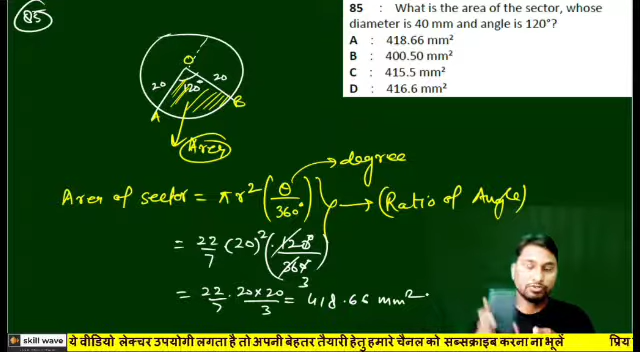 Q85
85 : What is the area of the sector, whose
diameter is 40 mm and angle is 120°?
A : 418.66 mm²
B : 400.50 mm²
C : 415.5 mm²
D : 416.6 mm²
O
20
20
120°
A
B
Area
degree
Area of sector = πr² (θ/360°) → (Ratio of Angle)
= 22/7 (20)² (120°/360°)
3
= 22/7 · 20×20/3 = 418.66 mm².
skill wave
ये वीडियो लेक्चर उपयोगी लगता है तो अपनी बेहतर तैयारी हेतु हमारे चैनल को सब्सक्राइब करना ना भूलें
प्रिय